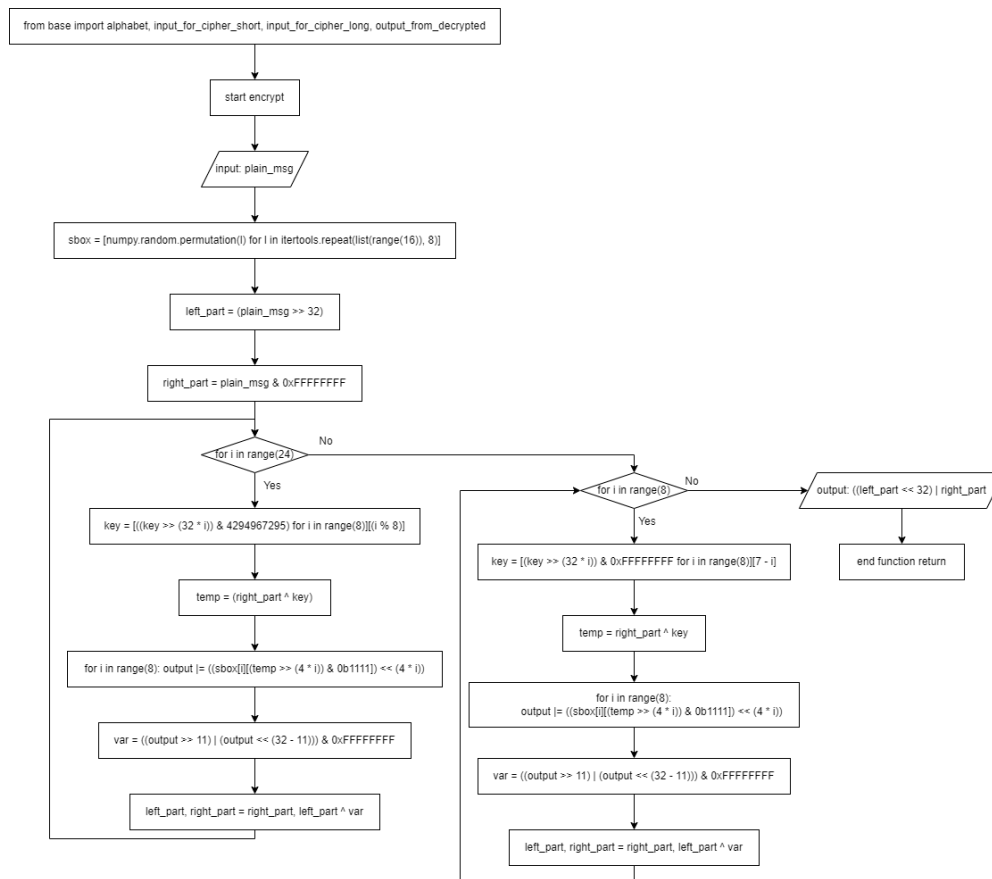 from base import alphabet, input_for_cipher_short, input_for_cipher_long, output_from_decrypted
start encrypt
input: plain_msg
sbox = [numpy.random.permutation(l) for l in itertools.repeat(list(range(16)), 8)]
left_part = (plain_msg >> 32)
right_part = plain_msg & 0xFFFFFFFF
for i in range(24)
No
Yes
key = [((key >> (32 * i)) & 4294967295) for i in range(8)][(i % 8)]
temp = (right_part ^ key)
for i in range(8): output |= ((sbox[i][(temp >> (4 * i)) & 0b1111]) << (4 * i))
var = ((output >> 11) | (output << (32 - 11))) & 0xFFFFFFFF
left_part, right_part = right_part, left_part ^ var
for i in range(8)
No
Yes
key = [(key >> (32 * i)) & 0xFFFFFFFF for i in range(8)][7 - i]
temp = right_part ^ key
for i in range(8):
output |= ((sbox[i][(temp >> (4 * i)) & 0b1111]) << (4 * i))
var = ((output >> 11) | (output << (32 - 11))) & 0xFFFFFFFF
left_part, right_part = right_part, left_part ^ var
output: ((left_part << 32) | right_part
end function return